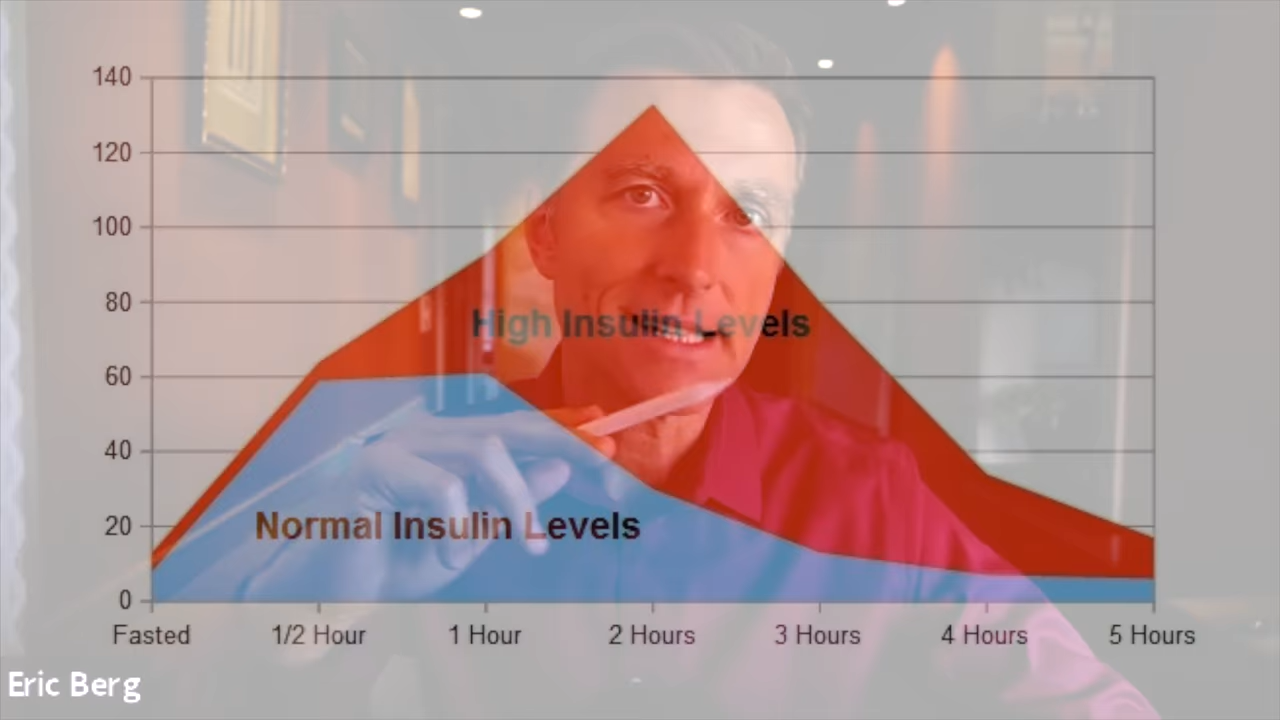 140
120
100
80
60
40
20
0
High Insulin Levels
Normal Insulin Levels
Fasted 1/2 Hour 1 Hour 2 Hours 3 Hours 4 Hours 5 Hours
Eric Berg